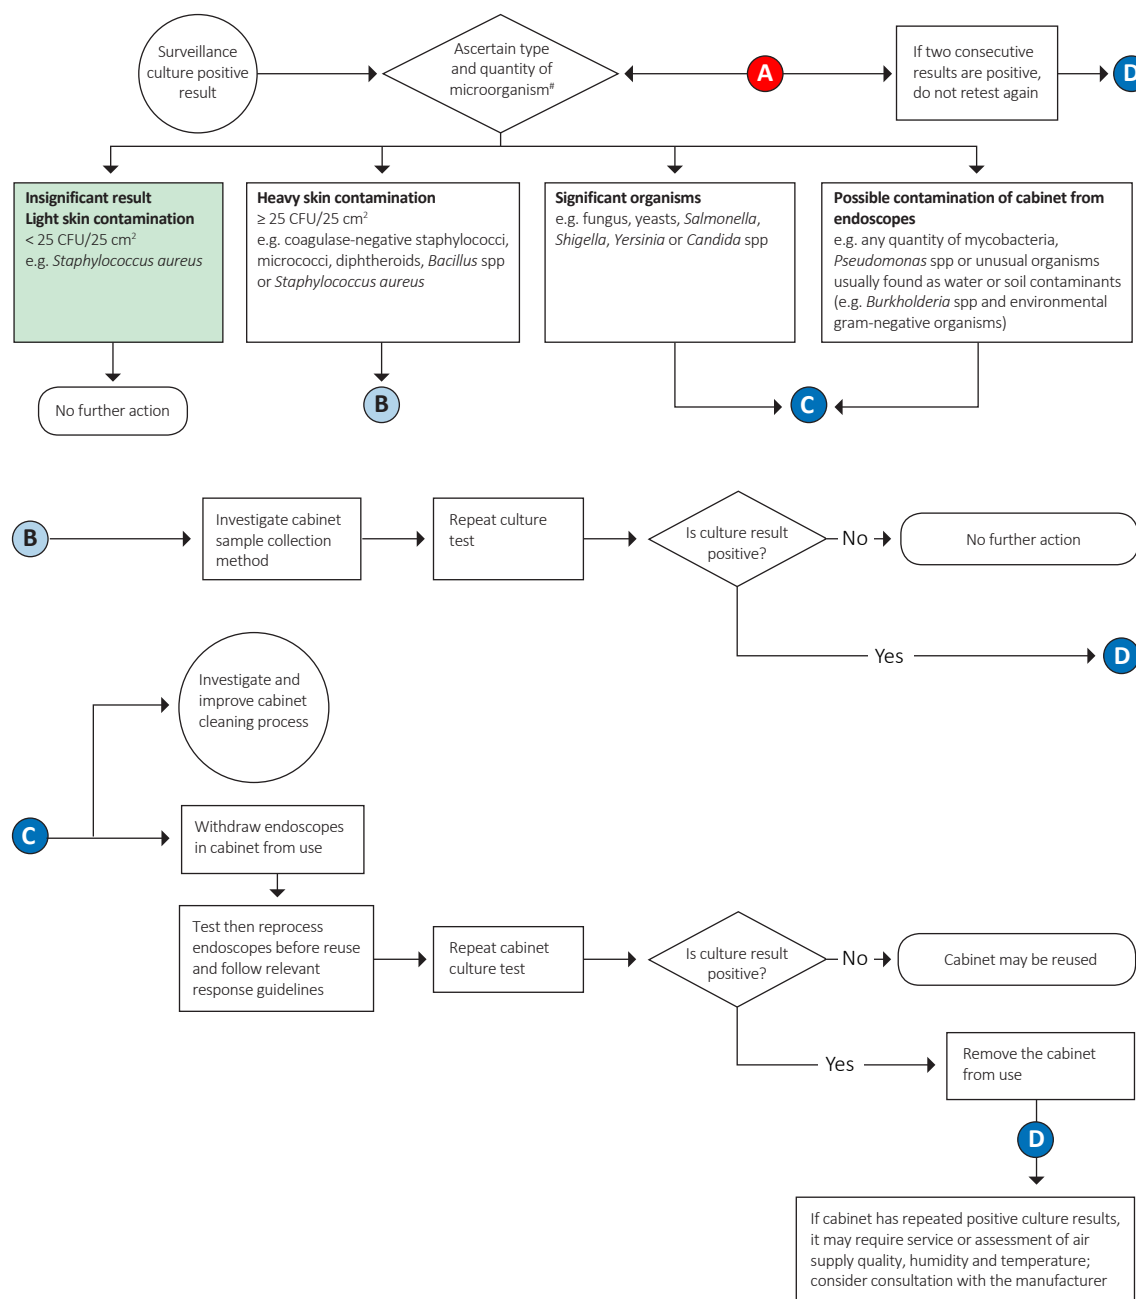 Surveillance
culture positive
result
Ascertain type
and quantity of
microorganism#
A
If two consecutive
results are positive,
do not retest again
D
Insignificant result
Light skin contamination
< 25 CFU/25 cm²
e.g. Staphylococcus aureus
Heavy skin contamination
≥ 25 CFU/25 cm²
e.g. coagulase-negative staphylococci,
micrococci, diphtheroids, Bacillus spp
or Staphylococcus aureus
Significant organisms
e.g. fungus, yeasts, Salmonella,
Shigella, Yersinia or Candida spp
Possible contamination of cabinet from
endoscopes
e.g. any quantity of mycobacteria,
Pseudomonas spp or unusual organisms
usually found as water or soil contaminants
(e.g. Burkholderia spp and environmental
gram-negative organisms)
No further action
B
C
B
Investigate cabinet
sample collection
method
Repeat culture
test
Is culture result
positive?
No
No further action
Yes
D
Investigate and
improve cabinet
cleaning process
C
Withdraw endoscopes
in cabinet from use
Test then reprocess
endoscopes before reuse
and follow relevant
response guidelines
Repeat cabinet
culture test
Is culture result
positive?
No
Cabinet may be reused
Yes
Remove the cabinet
from use
D
If cabinet has repeated positive culture results,
it may require service or assessment of air
supply quality, humidity and temperature;
consider consultation with the manufacturer